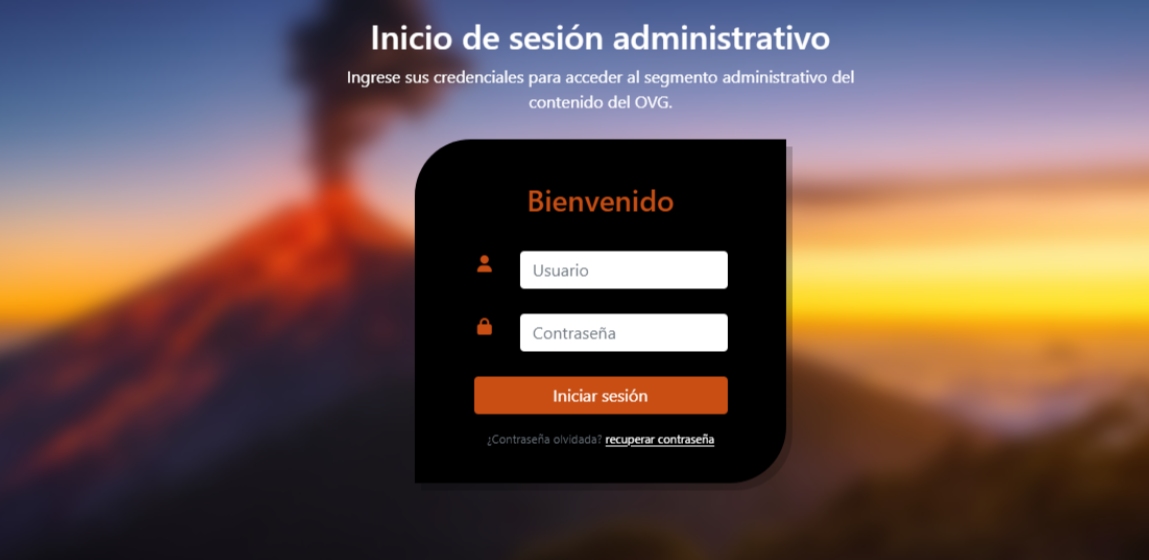 Inicio de sesión administrativo
Ingrese sus credenciales para acceder al segmento administrativo del
contenido del OVG.
Bienvenido
Usuario
Contraseña
Iniciar sesión
¿Contraseña olvidada? recuperar contraseña